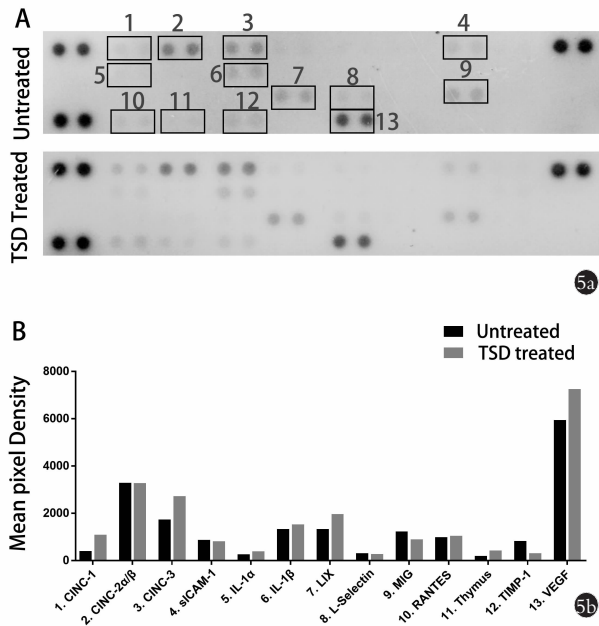 A
1 2 3 4
5 6 7 8 9
10 11 12 13
Untreated
TSD Treated
5a
B
Untreated
TSD treated
Mean pixel Density
8000
6000
4000
2000
0
1. CINC-1
2. CINC-2α/β
3. CINC-3
4. sICAM-1
5. IL-1α
6. IL-1β
7. LIX
8. L-Selectin
9. MIG
10. RANTES
11. Thymus
12. TIMP-1
13. VEGF
5b